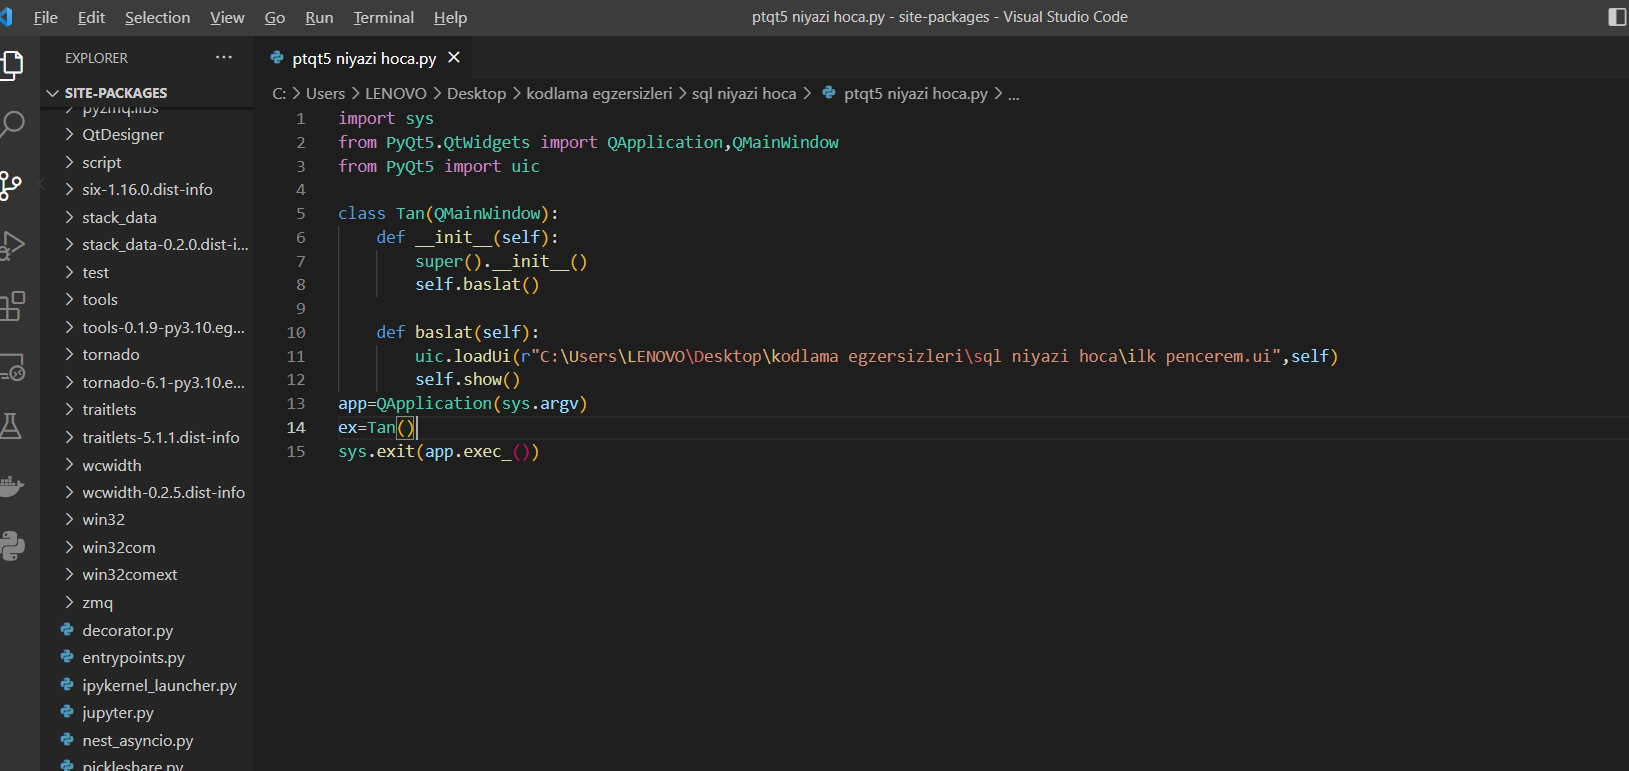 File Edit Selection View Go Run Terminal Help
ptqt5 niyazi hoca.py - site-packages - Visual Studio Code
EXPLORER ...
SITE-PACKAGES
pyzmq.libs
QtDesigner
script
six-1.16.0.dist-info
stack_data
stack_data-0.2.0.dist-i...
test
tools
tools-0.1.9-py3.10.eg...
tornado
tornado-6.1-py3.10.e...
traitlets
traitlets-5.1.1.dist-info
wcwidth
wcwidth-0.2.5.dist-info
win32
win32com
win32comext
zmq
decorator.py
entrypoints.py
ipykernel_launcher.py
jupyter.py
nest_asyncio.py
pickleshare.py
ptqt5 niyazi hoca.py
C: > Users > LENOVO > Desktop > kodlama egzersizleri > sql niyazi hoca > ptqt5 niyazi hoca.py > ...
1 import sys
2 from PyQt5.QtWidgets import QApplication,QMainWindow
3 from PyQt5 import uic
4
5 class Tan(QMainWindow):
6     def __init__(self):
7         super().__init__()
8         self.baslat()
9
10     def baslat(self):
11         uic.loadUi(r"C:\Users\LENOVO\Desktop\kodlama egzersizleri\sql niyazi hoca\ilk pencerem.ui",self)
12         self.show()
13 app=QApplication(sys.argv)
14 ex=Tan()
15 sys.exit(app.exec_())